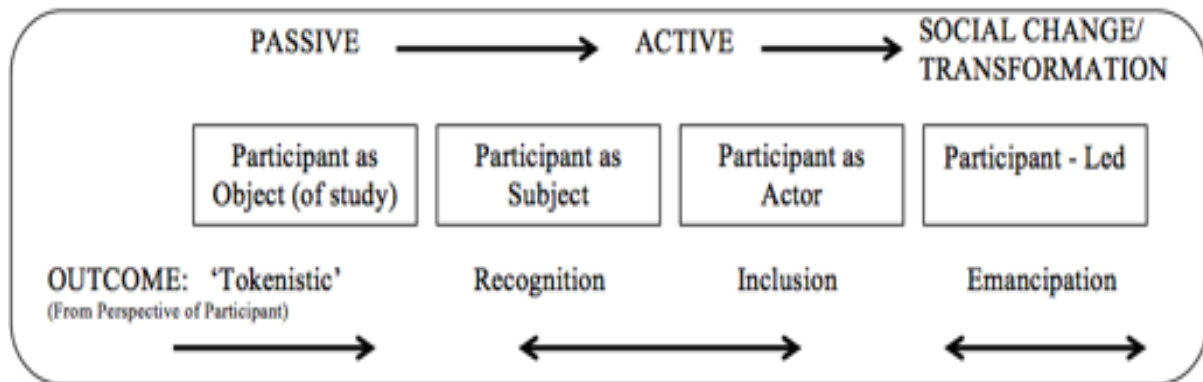 PASSIVE ACTIVE SOCIAL CHANGE/
TRANSFORMATION
Participant as
Object (of study)
Participant as
Subject
Participant as
Actor
Participant - Led
OUTCOME: ‘Tokenistic’ Recognition Inclusion Emancipation
(From Perspective of Participant)